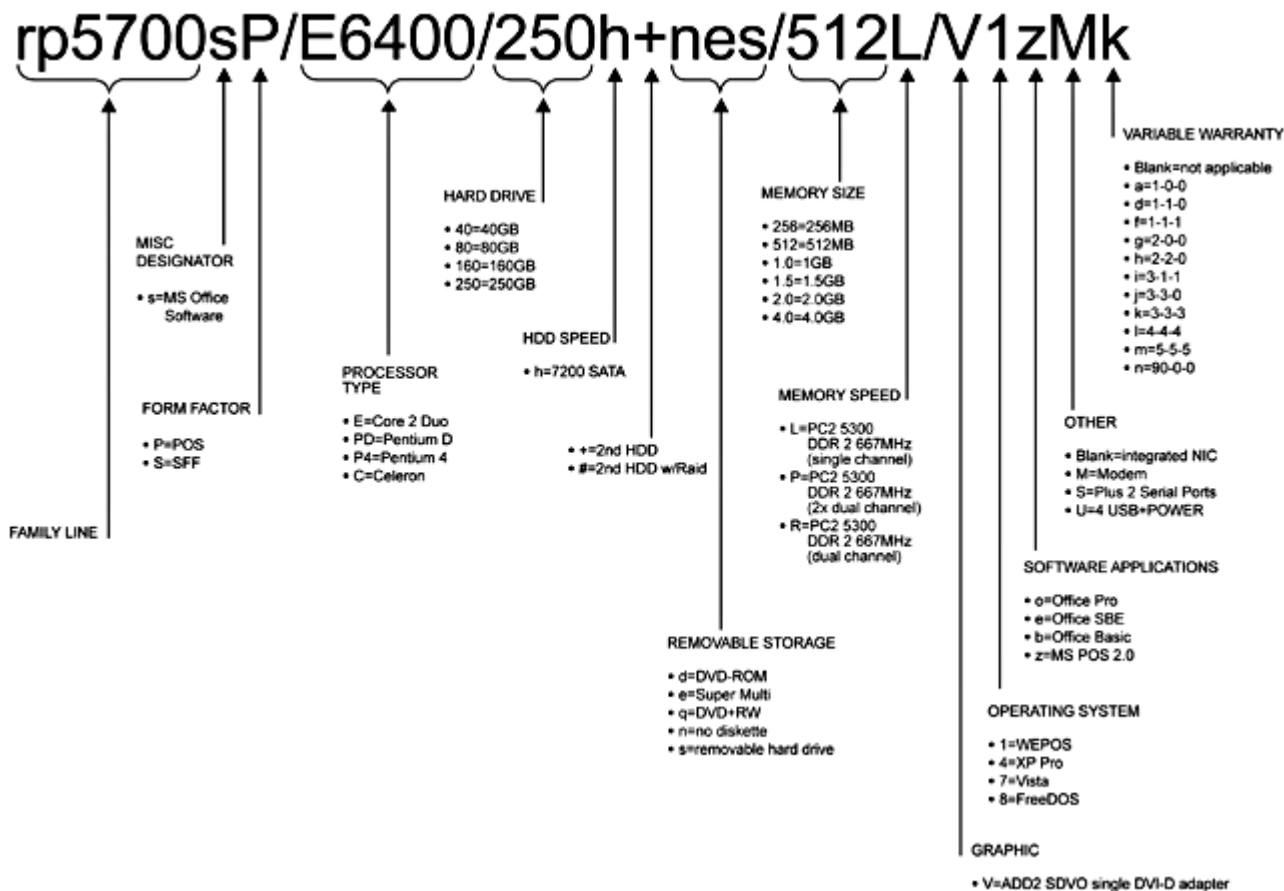 rp5700sP/E6400/250h+nes/512L/V1zMk
VARIABLE WARRANTY
• Blank=not applicable
• a=1-0-0
• d=1-1-0
• f=1-1-1
• g=2-0-0
• h=2-2-0
• i=3-1-1
• j=3-3-0
• k=3-3-3
• l=4-4-4
• m=5-5-5
• n=90-0-0
HARD DRIVE
• 40=40GB
• 80=80GB
• 160=160GB
• 250=250GB
MEMORY SIZE
• 256=256MB
• 512=512MB
• 1.0=1GB
• 1.5=1.5GB
• 2.0=2.0GB
• 4.0=4.0GB
MISC
DESIGNATOR
• s=MS Office
Software
HDD SPEED
• h=7200 SATA
PROCESSOR
TYPE
• E=Core 2 Duo
• PD=Pentium D
• P4=Pentium 4
• C=Celeron
MEMORY SPEED
• L=PC2 5300
DDR 2 667MHz
(single channel)
• P=PC2 5300
DDR 2 667MHz
(2x dual channel)
• R=PC2 5300
DDR 2 667MHz
(dual channel)
FORM FACTOR
• P=POS
• S=SFF
• +=2nd HDD
• #=2nd HDD w/Raid
OTHER
• Blank=integrated NIC
• M=Modem
• S=Plus 2 Serial Ports
• U=4 USB+POWER
FAMILY LINE
SOFTWARE APPLICATIONS
• o=Office Pro
• e=Office SBE
• b=Office Basic
• z=MS POS 2.0
REMOVABLE STORAGE
• d=DVD-ROM
• e=Super Multi
• q=DVD+RW
• n=no diskette
• s=removable hard drive
OPERATING SYSTEM
• 1=WEPOS
• 4=XP Pro
• 7=Vista
• 8=FreeDOS
GRAPHIC
• V=ADD2 SDVO single DVI-D adapter